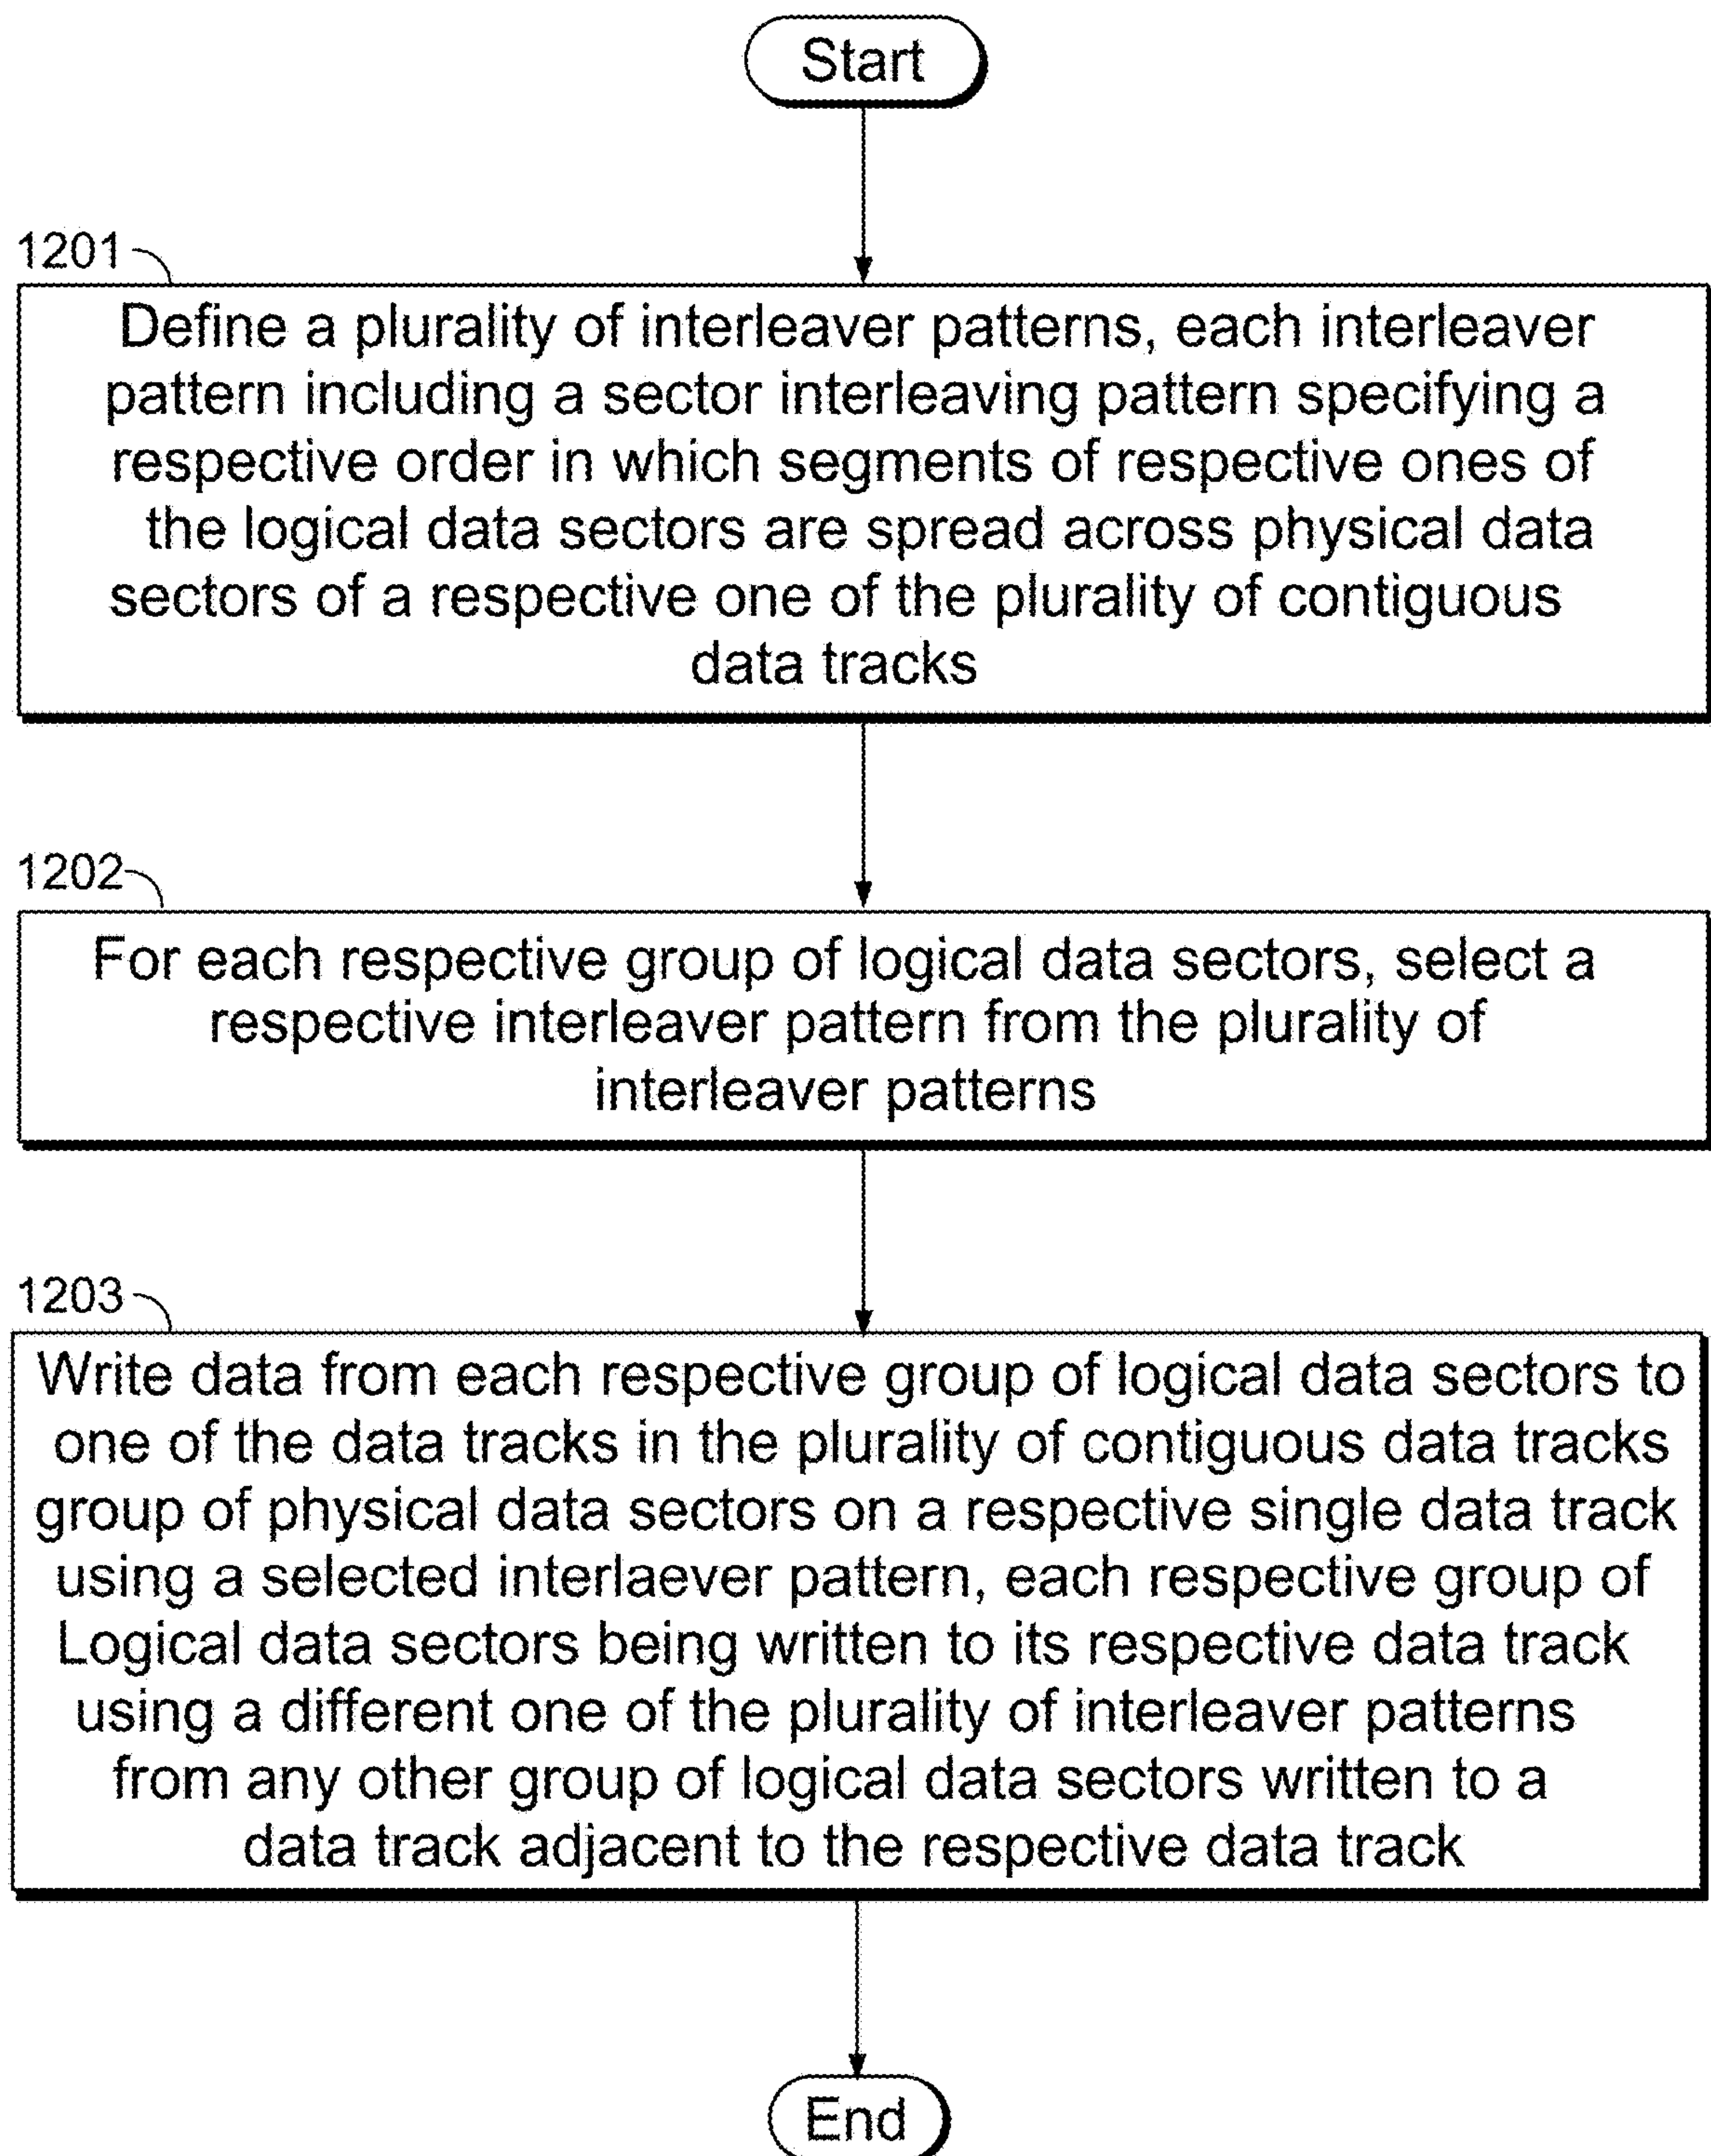 Start
1201
Define a plurality of interleaver patterns, each interleaver
pattern including a sector interleaving pattern specifying a
respective order in which segments of respective ones of
the logical data sectors are spread across physical data
sectors of a respective one of the plurality of contiguous
data tracks
1202
For each respective group of logical data sectors, select a
respective interleaver pattern from the plurality of
interleaver patterns
1203
Write data from each respective group of logical data sectors to
one of the data tracks in the plurality of contiguous data tracks
group of physical data sectors on a respective single data track
using a selected interlaever pattern, each respective group of
Logical data sectors being written to its respective data track
using a different one of the plurality of interleaver patterns
from any other group of logical data sectors written to a
data track adjacent to the respective data track
End